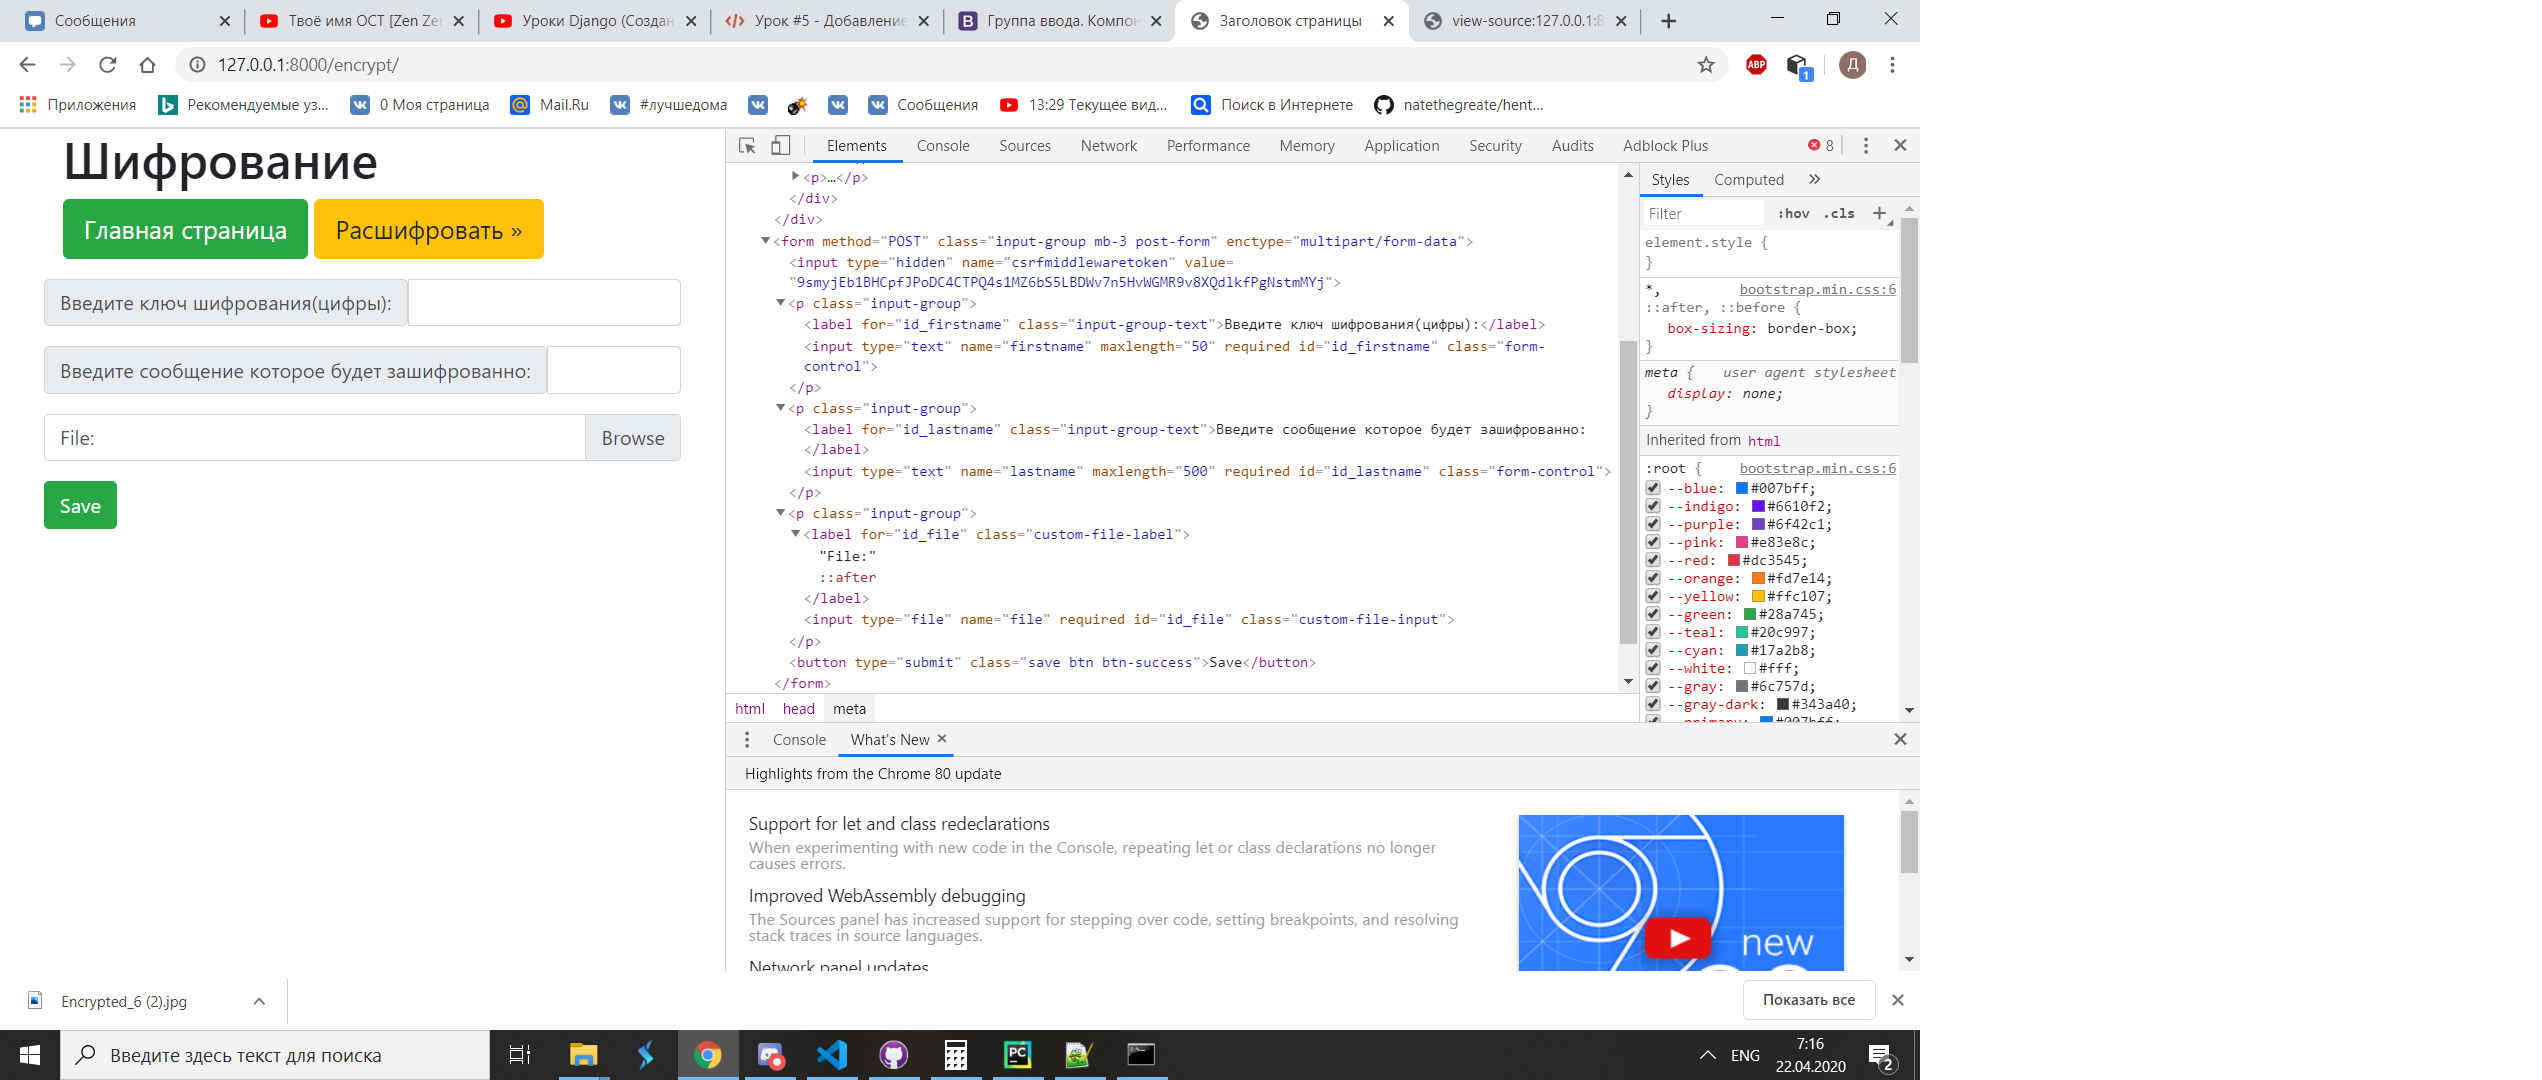 Сообщения
Твоё имя ОСТ [Zen Ze
Уроки Django (Создан
Урок #5 - Добавление
Группа ввода. Компон
Заголовок страницы
view-source:127.0.0.1:8
127.0.0.1:8000/encrypt/
ABP
1
Д
Приложения
Рекомендуемые уз...
0 Моя страница
Mail.Ru
#лучшедома
Сообщения
13:29 Текущее вид...
Поиск в Интернете
natethegreate/hent...
Шифрование
Главная страница
Расшифровать »
Введите ключ шифрования(цифры):
Введите сообщение которое будет зашифрованно:
File:
Browse
Save
Elements
Console
Sources
Network
Performance
Memory
Application
Security
Audits
Adblock Plus
8
<p>…</p>
</div>
</div>
<form method="POST" class="input-group mb-3 post-form" enctype="multipart/form-data">
<input type="hidden" name="csrfmiddlewaretoken" value=
"9smyjEb1BHCpfJPoDC4CTPQ4s1MZ6bS5LBDWv7n5HvWGMR9v8XQdlkfPgNstmMYj">
<p class="input-group">
<label for="id_firstname" class="input-group-text">Введите ключ шифрования(цифры):</label>
<input type="text" name="firstname" maxlength="50" required id="id_firstname" class="form-
control">
</p>
<p class="input-group">
<label for="id_lastname" class="input-group-text">Введите сообщение которое будет зашифрованно:
</label>
<input type="text" name="lastname" maxlength="500" required id="id_lastname" class="form-control">
</p>
<p class="input-group">
<label for="id_file" class="custom-file-label">
"File:"
::after
</label>
<input type="file" name="file" required id="id_file" class="custom-file-input">
</p>
<button type="submit" class="save btn btn-success">Save</button>
</form>
html
head
meta
Styles
Computed
»
Filter
:hov
.cls
element.style {
}
*,
bootstrap.min.css:6
::after, ::before {
box-sizing: border-box;
}
meta {
user agent stylesheet
display: none;
}
Inherited from html
:root {
bootstrap.min.css:6
--blue: #007bff;
--indigo: #6610f2;
--purple: #6f42c1;
--pink: #e83e8c;
--red: #dc3545;
--orange: #fd7e14;
--yellow: #ffc107;
--green: #28a745;
--teal: #20c997;
--cyan: #17a2b8;
--white: #fff;
--gray: #6c757d;
--gray-dark: #343a40;
--primary: #007bff;
Console
What's New
Highlights from the Chrome 80 update
Support for let and class redeclarations
When experimenting with new code in the Console, repeating let or class declarations no longer
causes errors.
Improved WebAssembly debugging
The Sources panel has increased support for stepping over code, setting breakpoints, and resolving
stack traces in source languages.
Network panel updates
new
Encrypted_6 (2).jpg
Показать все
Введите здесь текст для поиска
PC
ENG
7:16
22.04.2020
2